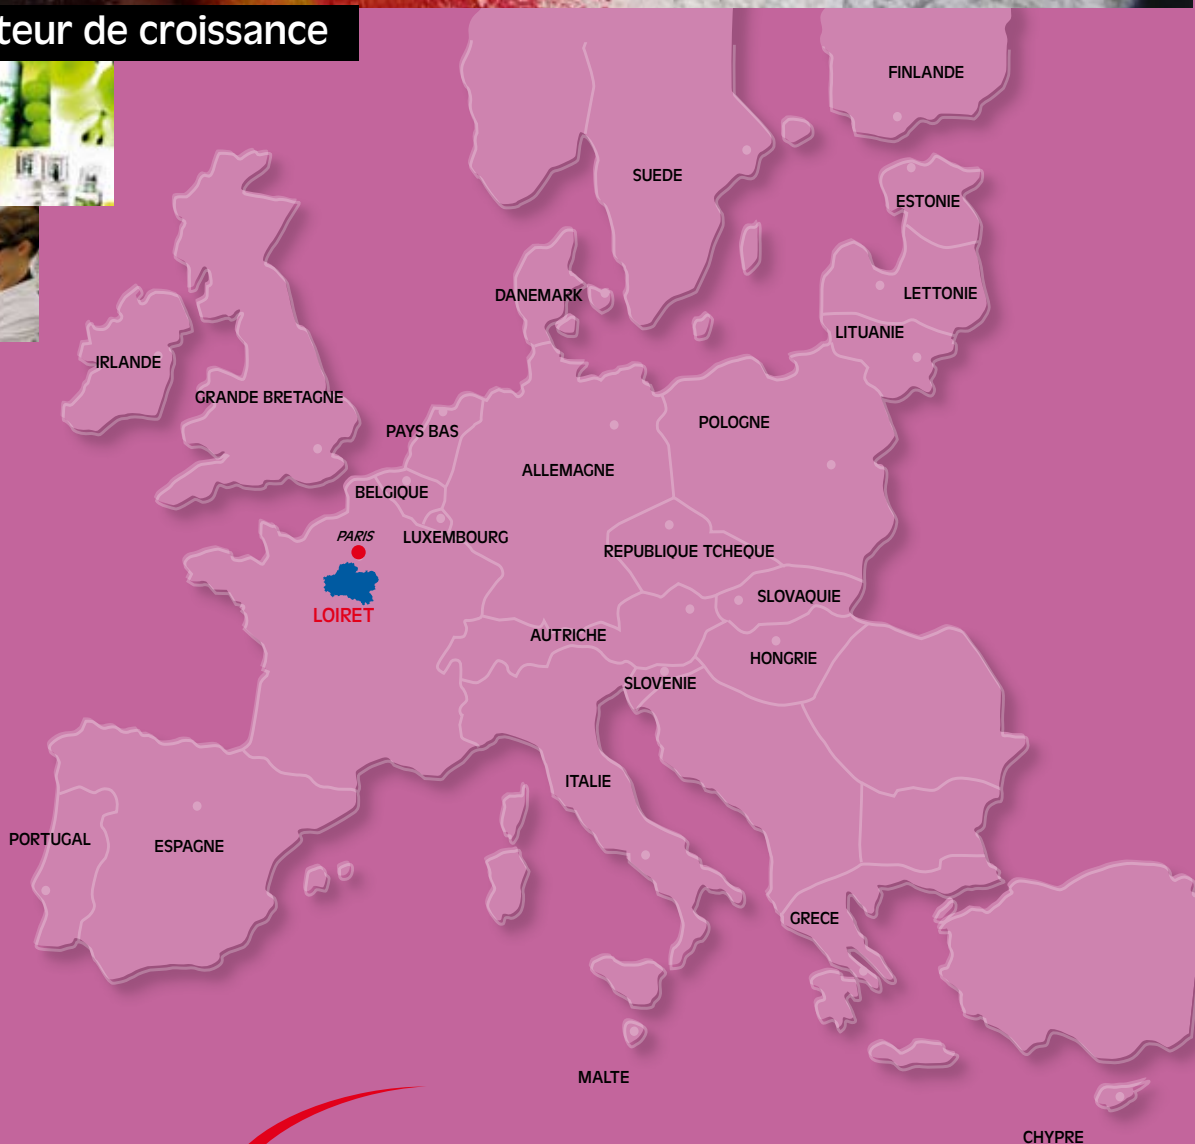 teur de croissance
FINLANDE
SUEDE
ESTONIE
DANEMARK
LETTONIE
LITUANIE
IRLANDE
GRANDE BRETAGNE
PAYS BAS
POLOGNE
ALLEMAGNE
BELGIQUE
PARIS
LUXEMBOURG
REPUBLIQUE TCHEQUE
SLOVAQUIE
LOIRET
AUTRICHE
HONGRIE
SLOVENIE
ITALIE
PORTUGAL
ESPAGNE
GRECE
MALTE
CHYPRE